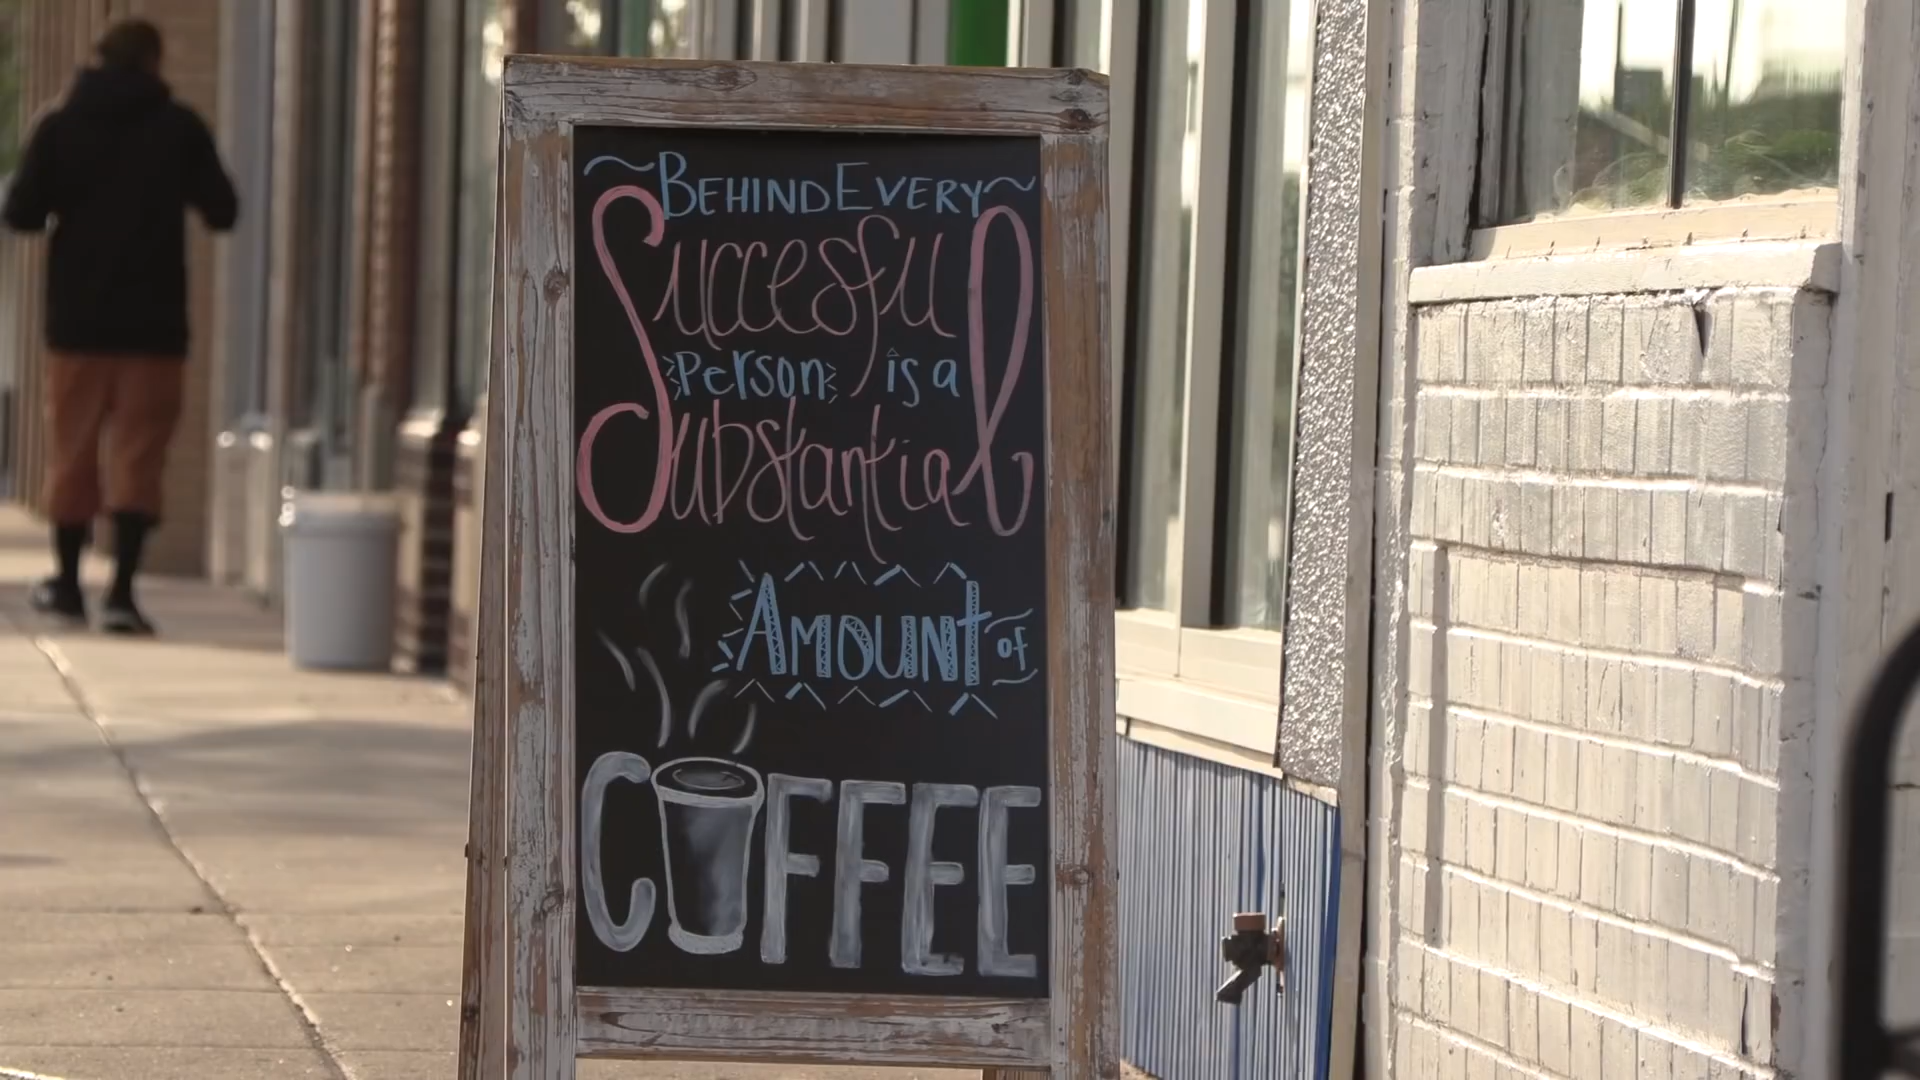 BEHIND EVERY
Succesful
Person is a
Substantial
AMOUNT OF
COFFEE